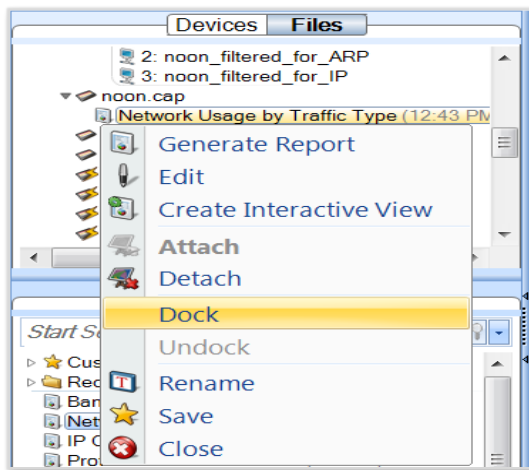 Devices Files
2: noon_filtered_for_ARP
3: noon_filtered_for_IP
noon.cap
Network Usage by Traffic Type (12:43 PM
Generate Report
Edit
Create Interactive View
Attach
Detach
Dock
Start S
Undock
Cus
Rec
Rename
Ban
Net
Save
IP C
Close
Prot